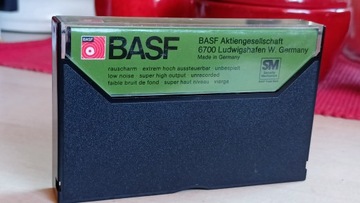 BASF
BASF
BASF Aktiengesellschaft
6700 Ludwigshafen W. Germany
Made in Germany
rauscharm · extrem hoch aussteuerbar · unbespielt
low noise · super high output · unrecorded
faible bruit de fond · super haut niveau · vierge
SM